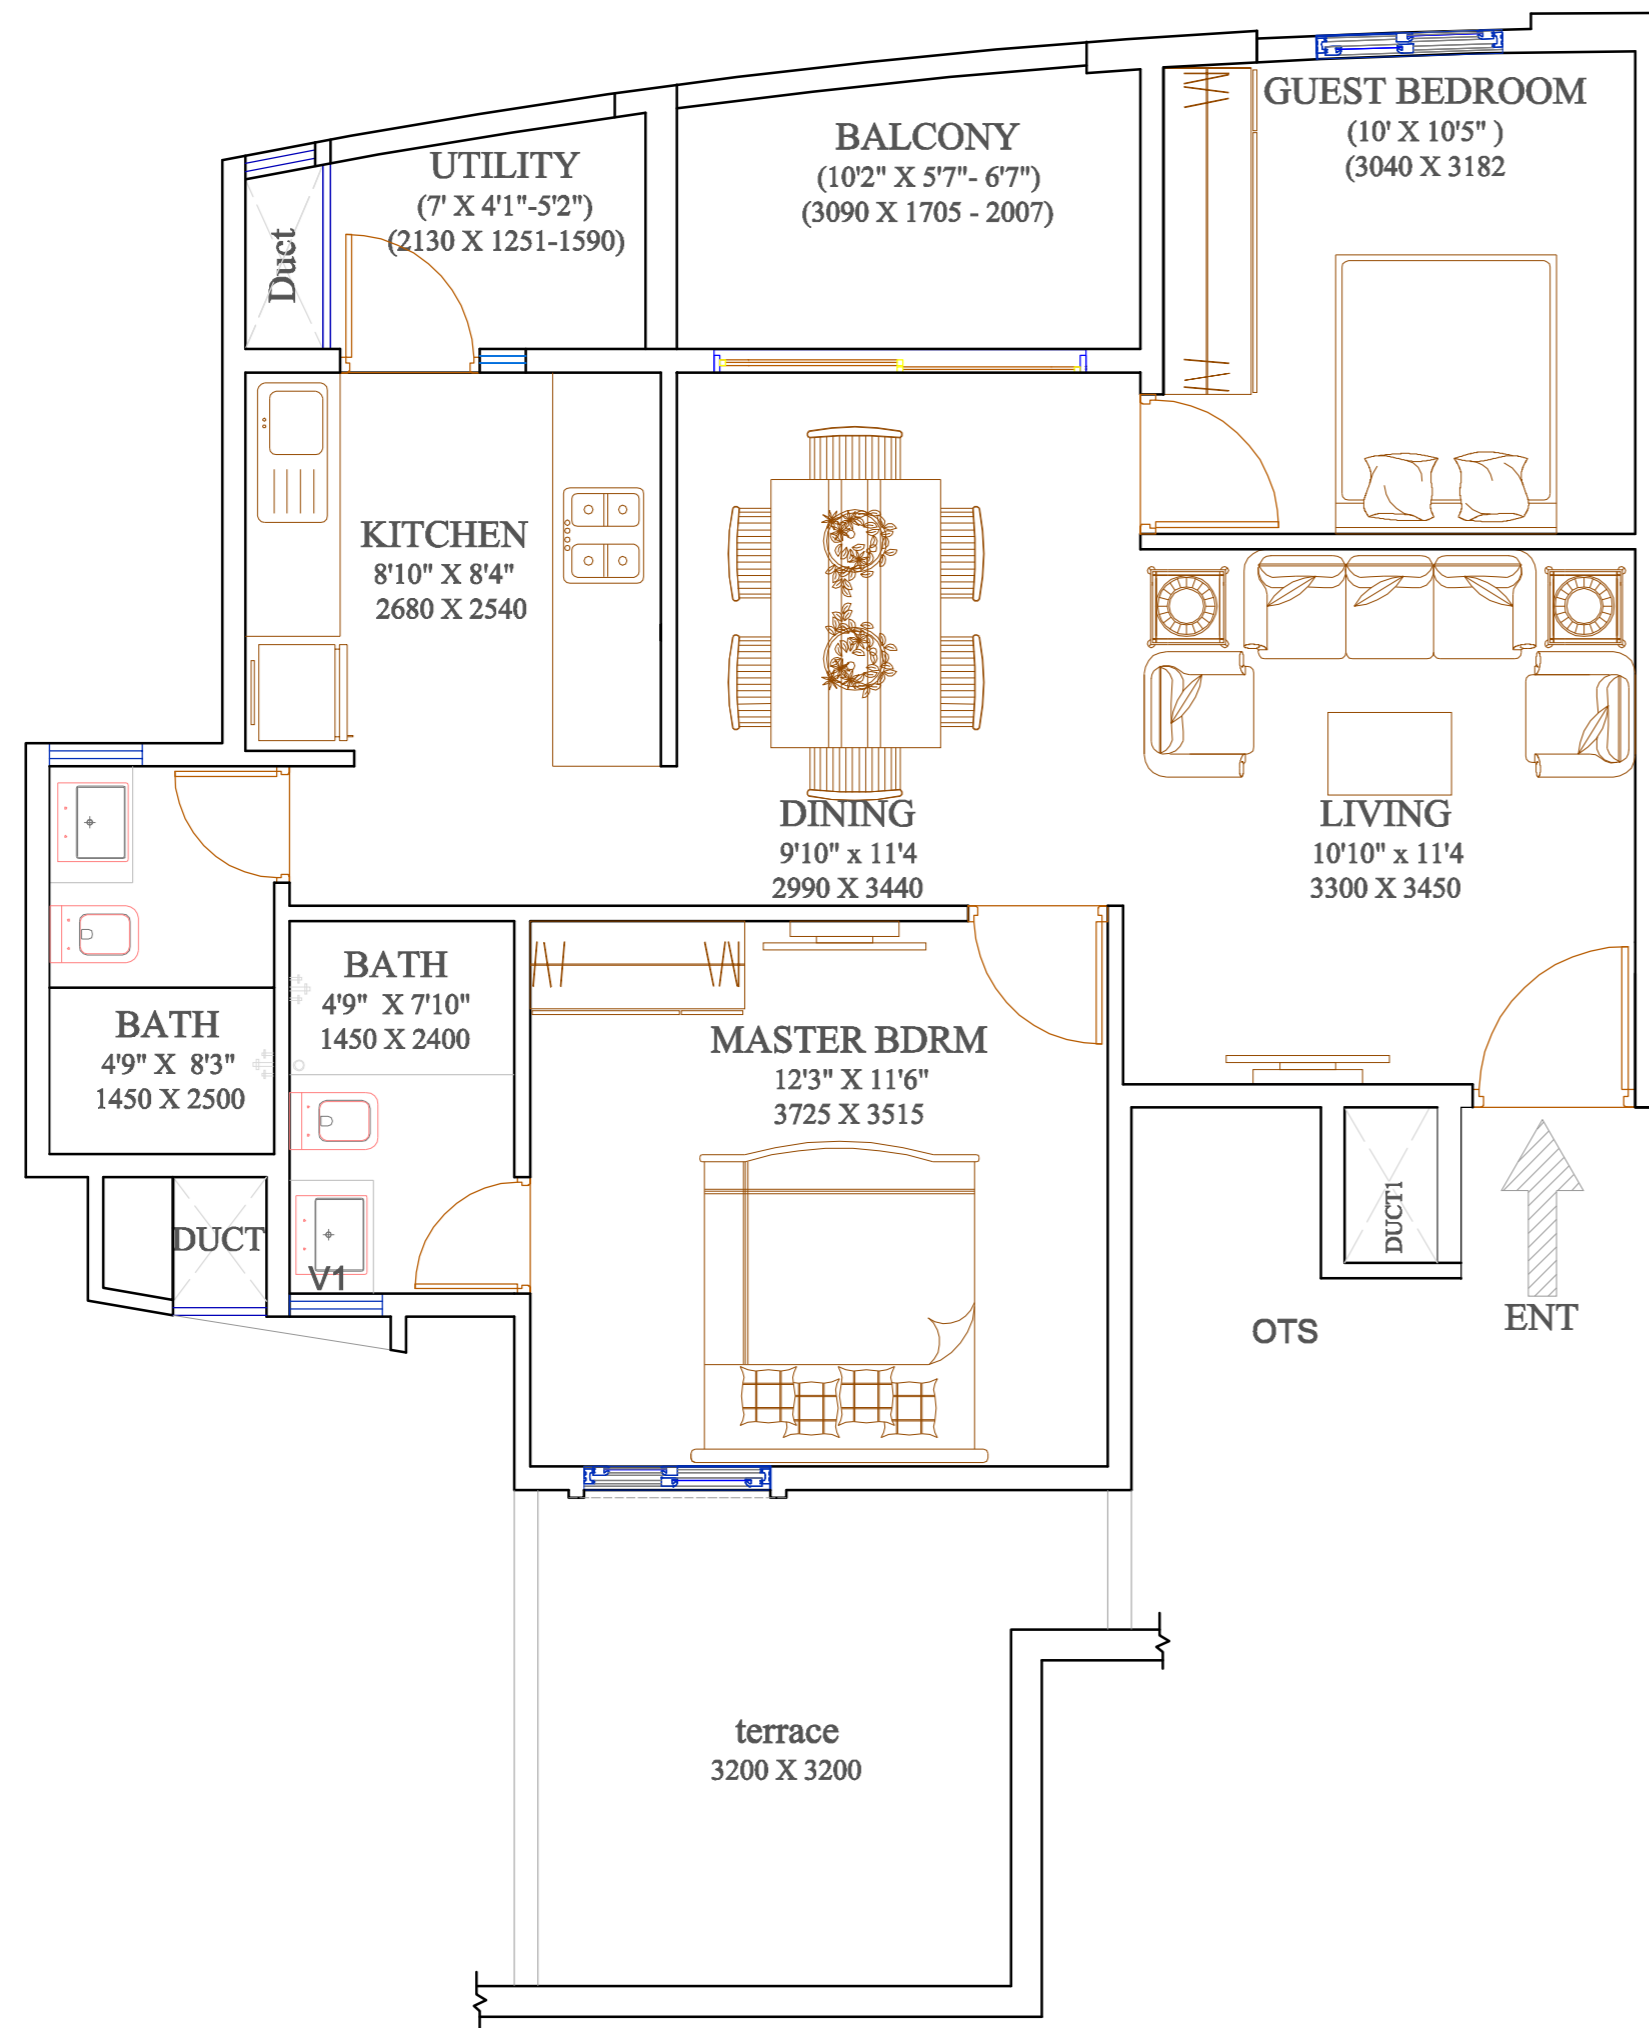 GUEST BEDROOM
(10' X 10'5" )
(3040 X 3182
BALCONY
(10'2" X 5'7"- 6'7")
(3090 X 1705 - 2007)
UTILITY
(7' X 4'1"-5'2")
(2130 X 1251-1590)
Duct
KITCHEN
8'10" X 8'4"
2680 X 2540
DINING
9'10" x 11'4
2990 X 3440
LIVING
10'10" x 11'4
3300 X 3450
BATH
4'9" X 7'10"
1450 X 2400
BATH
4'9" X 8'3"
1450 X 2500
MASTER BDRM
12'3" X 11'6"
3725 X 3515
DUCT
V1
DUCT1
OTS
ENT
terrace
3200 X 3200